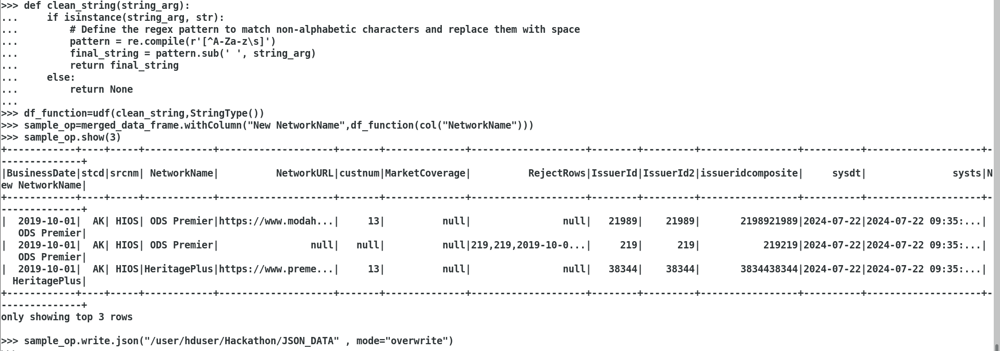 >>> def clean_string(string_arg):
...     if isinstance(string_arg, str):
...         # Define the regex pattern to match non-alphabetic characters and replace them with space
...         pattern = re.compile(r'[^A-Za-z\s]')
...         final_string = pattern.sub(' ', string_arg)
...         return final_string
...     else:
...         return None
...
>>> df_function=udf(clean_string,StringType())
>>> sample_op=merged_data_frame.withColumn("New NetworkName",df_function(col("NetworkName")))
>>> sample_op.show(3)
+------------+----+-----+------------+--------------------+-------+--------------+--------------------+--------+---------+-----------------+----------+--------------------+-
--------------+
|BusinessDate|stcd|srcnm| NetworkName|          NetworkURL|custnum|MarketCoverage|          RejectRows|IssuerId|IssuerId2|issueridcomposite|     sysdt|               systs|N
ew NetworkName|
+------------+----+-----+------------+--------------------+-------+--------------+--------------------+--------+---------+-----------------+----------+--------------------+-
--------------+
|  2019-10-01|  AK| HIOS| ODS Premier|https://www.modah...|     13|          null|                null|   21989|    21989|       2198921989|2024-07-22|2024-07-22 09:35:...|
   ODS Premier|
|  2019-10-01|  AK| HIOS| ODS Premier|                null|   null|          null|219,219,2019-10-0...|     219|      219|           219219|2024-07-22|2024-07-22 09:35:...|
   ODS Premier|
|  2019-10-01|  AK| HIOS|HeritagePlus|https://www.preme...|     13|          null|                null|   38344|    38344|       3834438344|2024-07-22|2024-07-22 09:35:...|
  HeritagePlus|
+------------+----+-----+------------+--------------------+-------+--------------+--------------------+--------+---------+-----------------+----------+--------------------+-
--------------+
only showing top 3 rows

>>> sample_op.write.json("/user/hduser/Hackathon/JSON_DATA" , mode="overwrite")